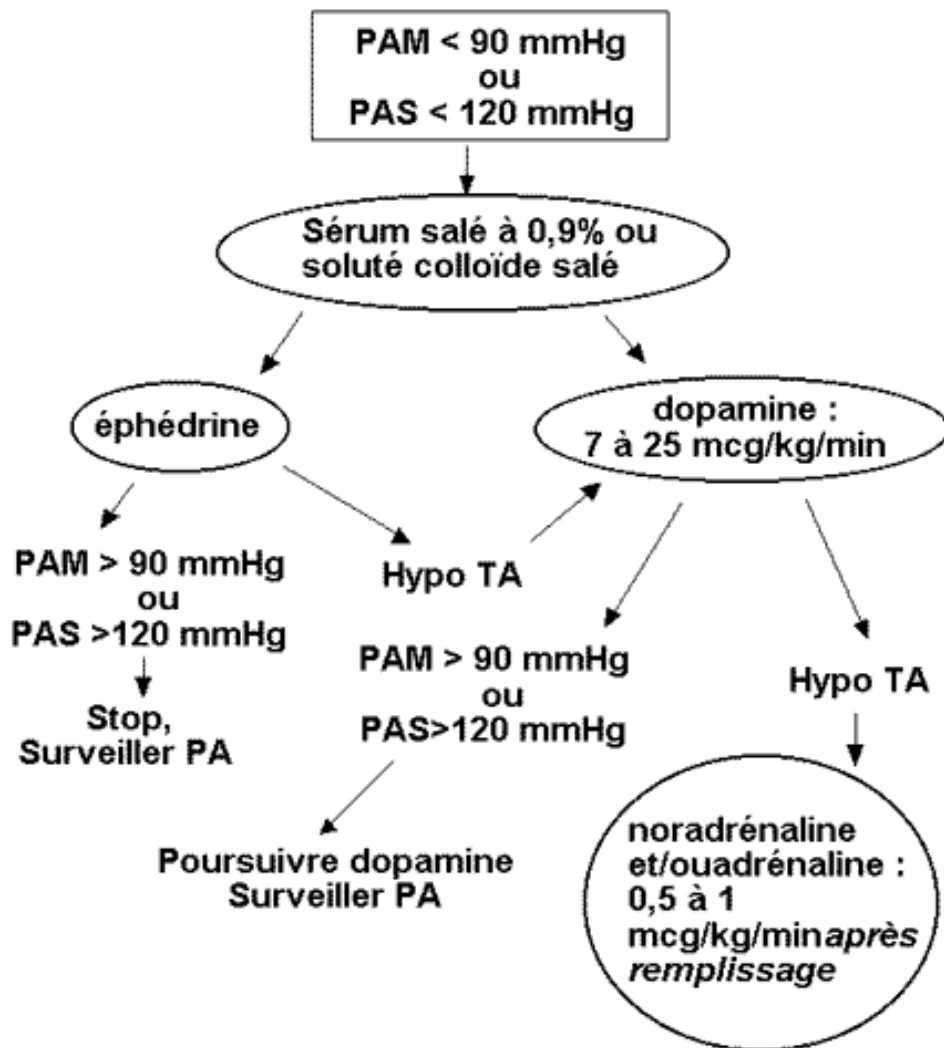 PAM < 90 mmHg
ou
PAS < 120 mmHg
Sérum salé à 0,9% ou
soluté colloïde salé
éphédrine
dopamine :
7 à 25 mcg/kg/min
PAM > 90 mmHg
ou
PAS >120 mmHg
Hypo TA
PAM > 90 mmHg
ou
PAS>120 mmHg
Hypo TA
Stop,
Surveiller PA
Poursuivre dopamine
Surveiller PA
noradrénaline
et/ouadrénaline :
0,5 à 1
mcg/kg/minaprès
remplissage